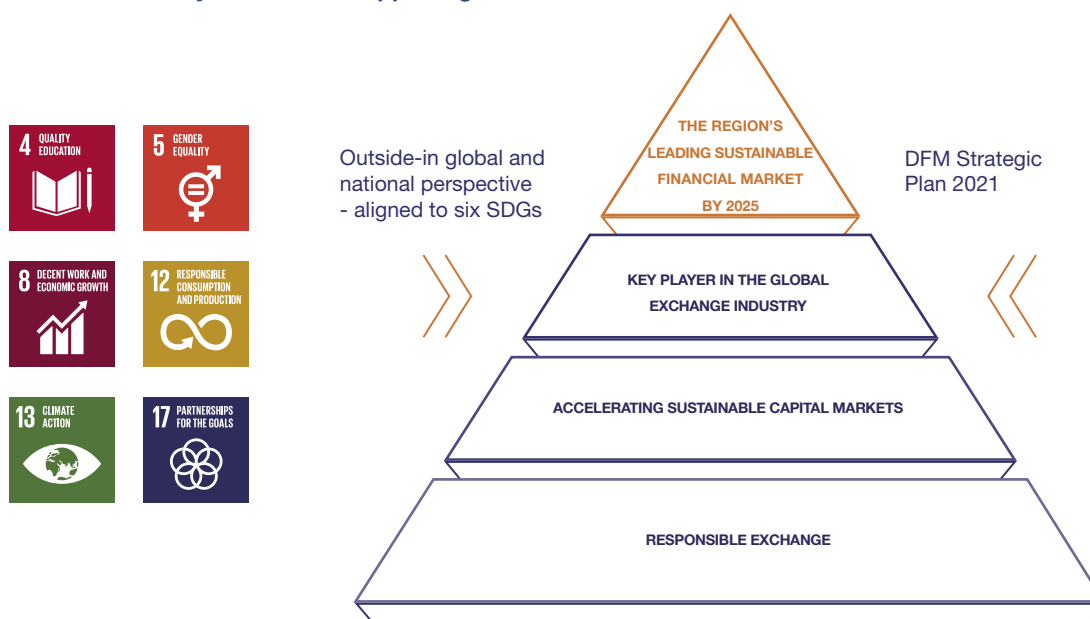 4 QUALITY
EDUCATION
5 GENDER
EQUALITY
8 DECENT WORK AND
ECONOMIC GROWTH
12 RESPONSIBLE
CONSUMPTION
AND PRODUCTION
13 CLIMATE
ACTION
17 PARTNERSHIPS
FOR THE GOALS
Outside-in global and
national perspective
- aligned to six SDGs
THE REGION'S
LEADING SUSTAINABLE
FINANCIAL MARKET
BY 2025
DFM Strategic
Plan 2021
KEY PLAYER IN THE GLOBAL
EXCHANGE INDUSTRY
ACCELERATING SUSTAINABLE CAPITAL MARKETS
RESPONSIBLE EXCHANGE